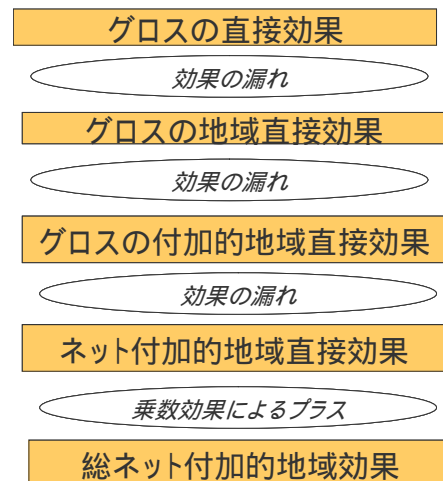 グロスの直接効果
効果の漏れ
グロスの地域直接効果
効果の漏れ
グロスの付加的地域直接効果
効果の漏れ
ネット付加的地域直接効果
乗数効果によるプラス
総ネット付加的地域効果